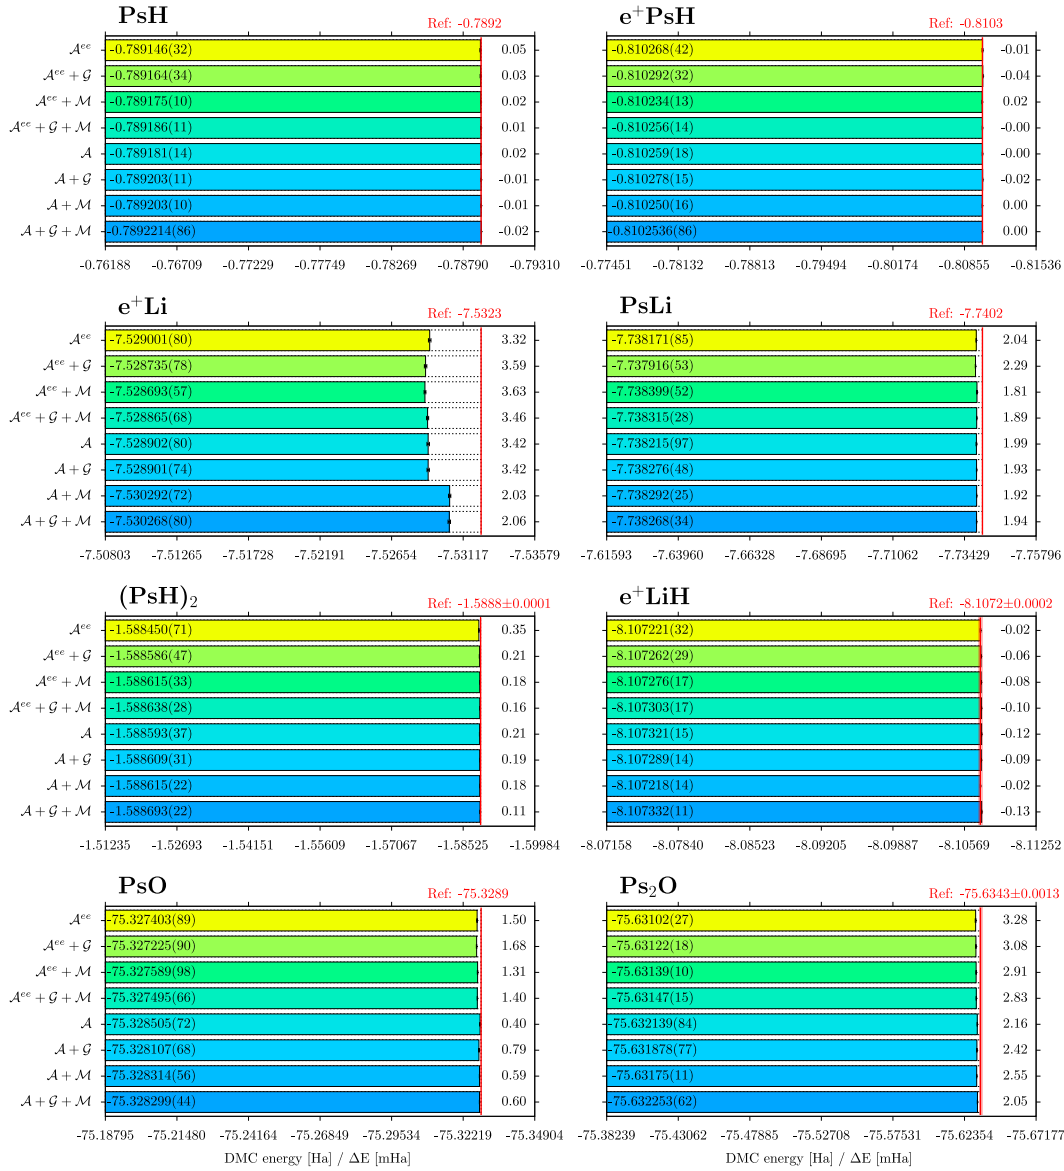 PsH
Ref: -0.7892
𝒜ᵉᵉ -0.789146(32) 0.05
𝒜ᵉᵉ + 𝒢 -0.789164(34) 0.03
𝒜ᵉᵉ + ℳ -0.789175(10) 0.02
𝒜ᵉᵉ + 𝒢 + ℳ -0.789186(11) 0.01
𝒜 -0.789181(14) 0.02
𝒜 + 𝒢 -0.789203(11) -0.01
𝒜 + ℳ -0.789203(10) -0.01
𝒜 + 𝒢 + ℳ -0.7892214(86) -0.02
-0.76188 -0.76709 -0.77229 -0.77749 -0.78269 -0.78790 -0.79310
e⁺PsH
Ref: -0.8103
-0.810268(42) -0.01
-0.810292(32) -0.04
-0.810234(13) 0.02
-0.810256(14) -0.00
-0.810259(18) -0.00
-0.810278(15) -0.02
-0.810250(16) 0.00
-0.8102536(86) 0.00
-0.77451 -0.78132 -0.78813 -0.79494 -0.80174 -0.80855 -0.81536
e⁺Li
Ref: -7.5323
𝒜ᵉᵉ -7.529001(80) 3.32
𝒜ᵉᵉ + 𝒢 -7.528735(78) 3.59
𝒜ᵉᵉ + ℳ -7.528693(57) 3.63
𝒜ᵉᵉ + 𝒢 + ℳ -7.528865(68) 3.46
𝒜 -7.528902(80) 3.42
𝒜 + 𝒢 -7.528901(74) 3.42
𝒜 + ℳ -7.530292(72) 2.03
𝒜 + 𝒢 + ℳ -7.530268(80) 2.06
-7.50803 -7.51265 -7.51728 -7.52191 -7.52654 -7.53117 -7.53579
PsLi
Ref: -7.7402
-7.738171(85) 2.04
-7.737916(53) 2.29
-7.738399(52) 1.81
-7.738315(28) 1.89
-7.738215(97) 1.99
-7.738276(48) 1.93
-7.738292(25) 1.92
-7.738268(34) 1.94
-7.61593 -7.63960 -7.66328 -7.68695 -7.71062 -7.73429 -7.75796
(PsH)₂
Ref: -1.5888±0.0001
𝒜ᵉᵉ -1.588450(71) 0.35
𝒜ᵉᵉ + 𝒢 -1.588586(47) 0.21
𝒜ᵉᵉ + ℳ -1.588615(33) 0.18
𝒜ᵉᵉ + 𝒢 + ℳ -1.588638(28) 0.16
𝒜 -1.588593(37) 0.21
𝒜 + 𝒢 -1.588609(31) 0.19
𝒜 + ℳ -1.588615(22) 0.18
𝒜 + 𝒢 + ℳ -1.588693(22) 0.11
-1.51235 -1.52693 -1.54151 -1.55609 -1.57067 -1.58525 -1.59984
e⁺LiH
Ref: -8.1072±0.0002
-8.107221(32) -0.02
-8.107262(29) -0.06
-8.107276(17) -0.08
-8.107303(17) -0.10
-8.107321(15) -0.12
-8.107289(14) -0.09
-8.107218(14) -0.02
-8.107332(11) -0.13
-8.07158 -8.07840 -8.08523 -8.09205 -8.09887 -8.10569 -8.11252
PsO
Ref: -75.3289
𝒜ᵉᵉ -75.327403(89) 1.50
𝒜ᵉᵉ + 𝒢 -75.327225(90) 1.68
𝒜ᵉᵉ + ℳ -75.327589(98) 1.31
𝒜ᵉᵉ + 𝒢 + ℳ -75.327495(66) 1.40
𝒜 -75.328505(72) 0.40
𝒜 + 𝒢 -75.328107(68) 0.79
𝒜 + ℳ -75.328314(56) 0.59
𝒜 + 𝒢 + ℳ -75.328299(44) 0.60
-75.18795 -75.21480 -75.24164 -75.26849 -75.29534 -75.32219 -75.34904
DMC energy [Ha] / ΔE [mHa]
Ps₂O
Ref: -75.6343±0.0013
-75.63102(27) 3.28
-75.63122(18) 3.08
-75.63139(10) 2.91
-75.63147(15) 2.83
-75.632139(84) 2.16
-75.631878(77) 2.42
-75.63175(11) 2.55
-75.632253(62) 2.05
-75.38239 -75.43062 -75.47885 -75.52708 -75.57531 -75.62354 -75.67177
DMC energy [Ha] / ΔE [mHa]